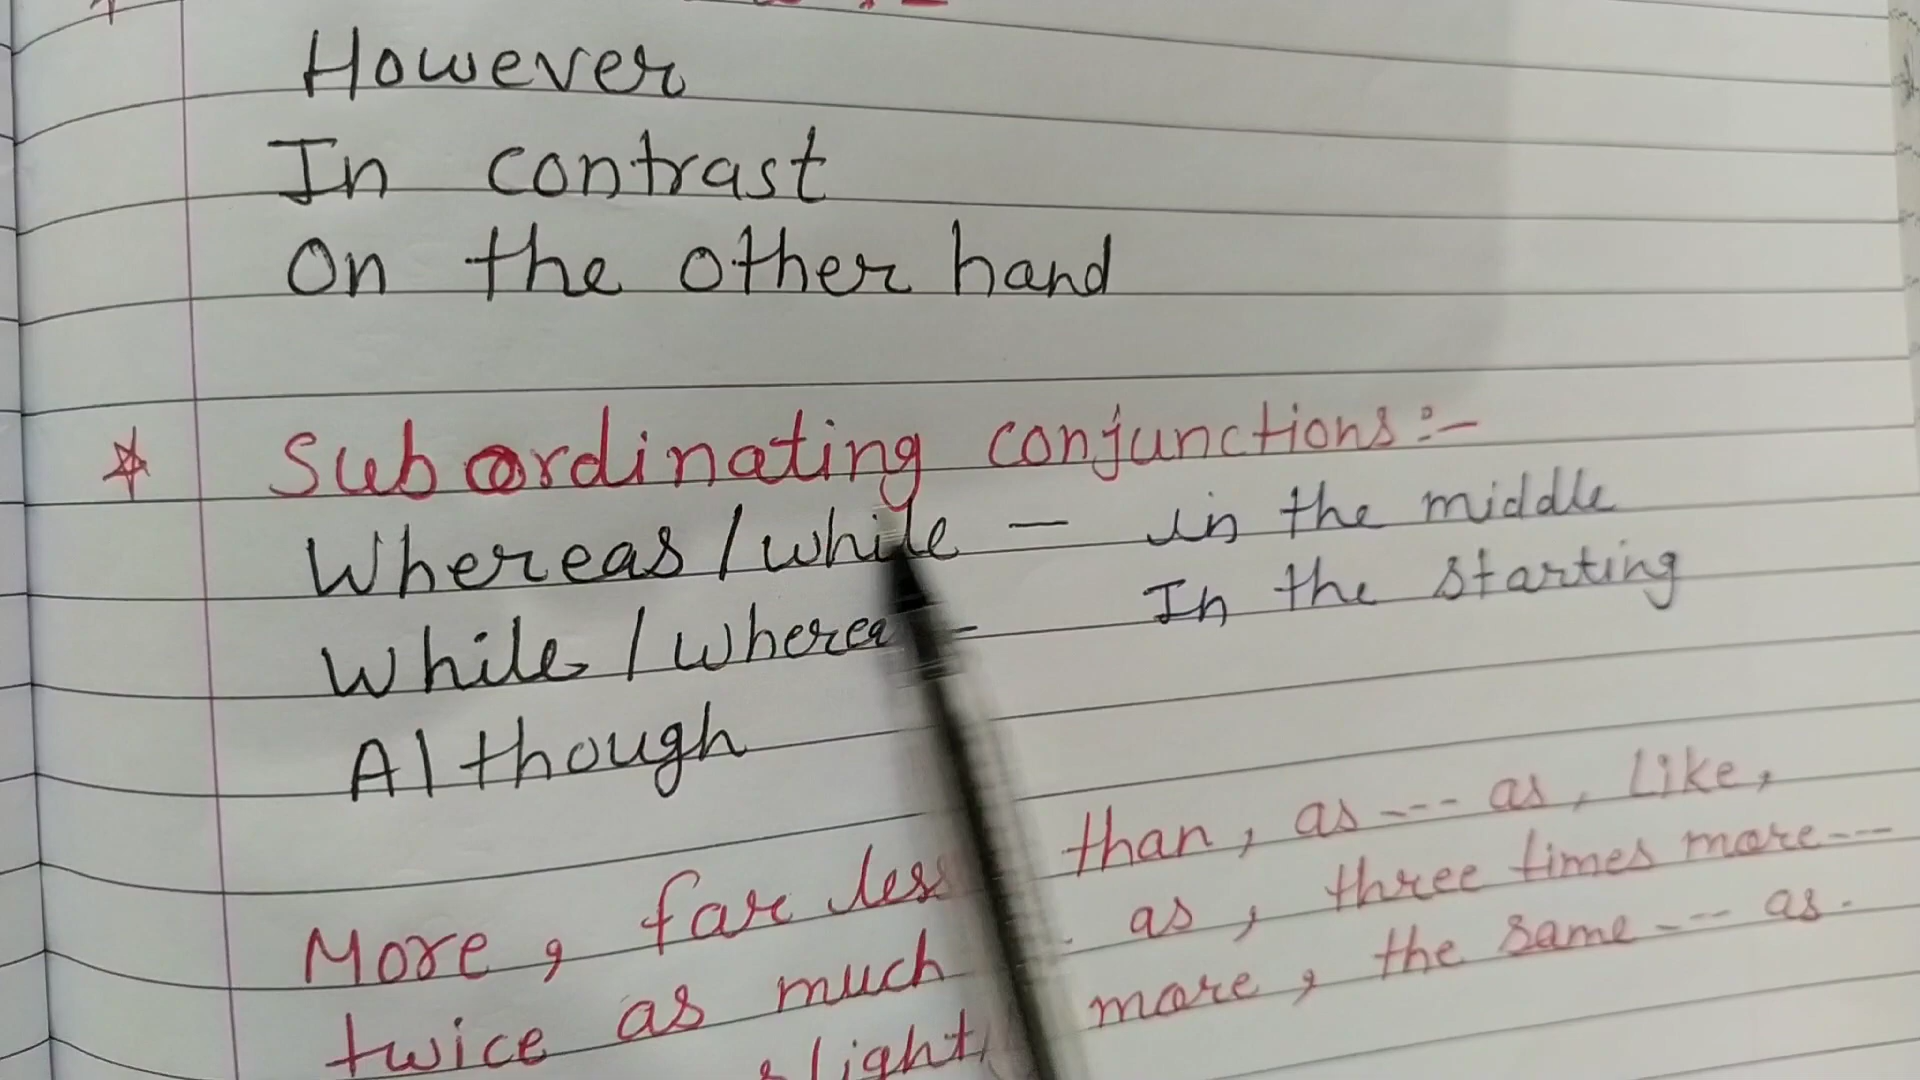 However
In contrast
On the other hand
Subordinating conjunctions:-
Whereas / while - in the middle
While / wherea - In the starting
Although
More, far less than, as --- as, like,
twice as much as, three times more ---
more, the same --- as.